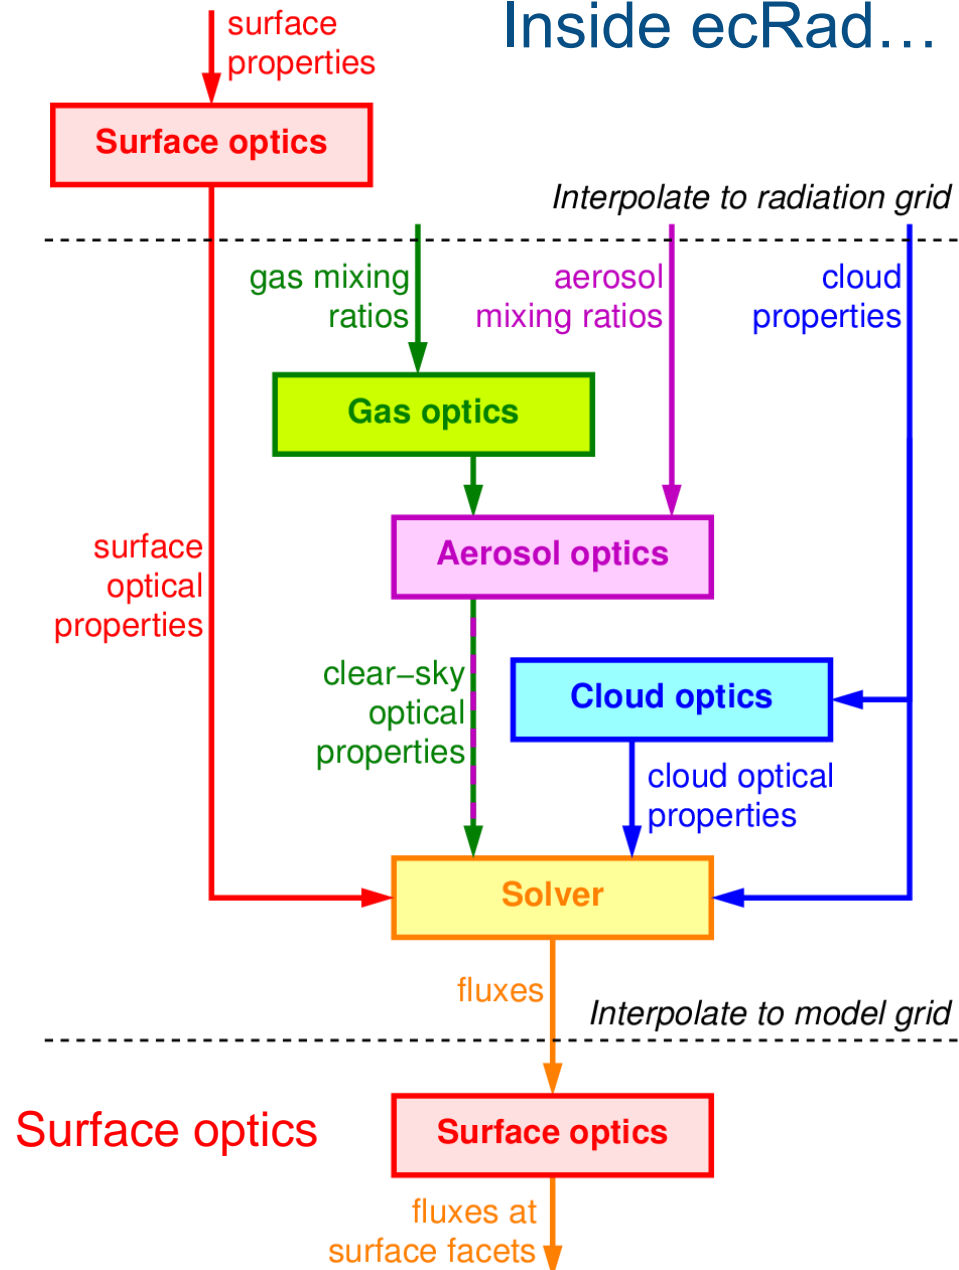 Inside ecRad…
surface
properties
Surface optics
Interpolate to radiation grid
gas mixing
ratios
aerosol
mixing ratios
cloud
properties
Gas optics
Aerosol optics
surface
optical
properties
clear−sky
optical
properties
Cloud optics
cloud optical
properties
Solver
fluxes
Interpolate to model grid
Surface optics
Surface optics
fluxes at
surface facets